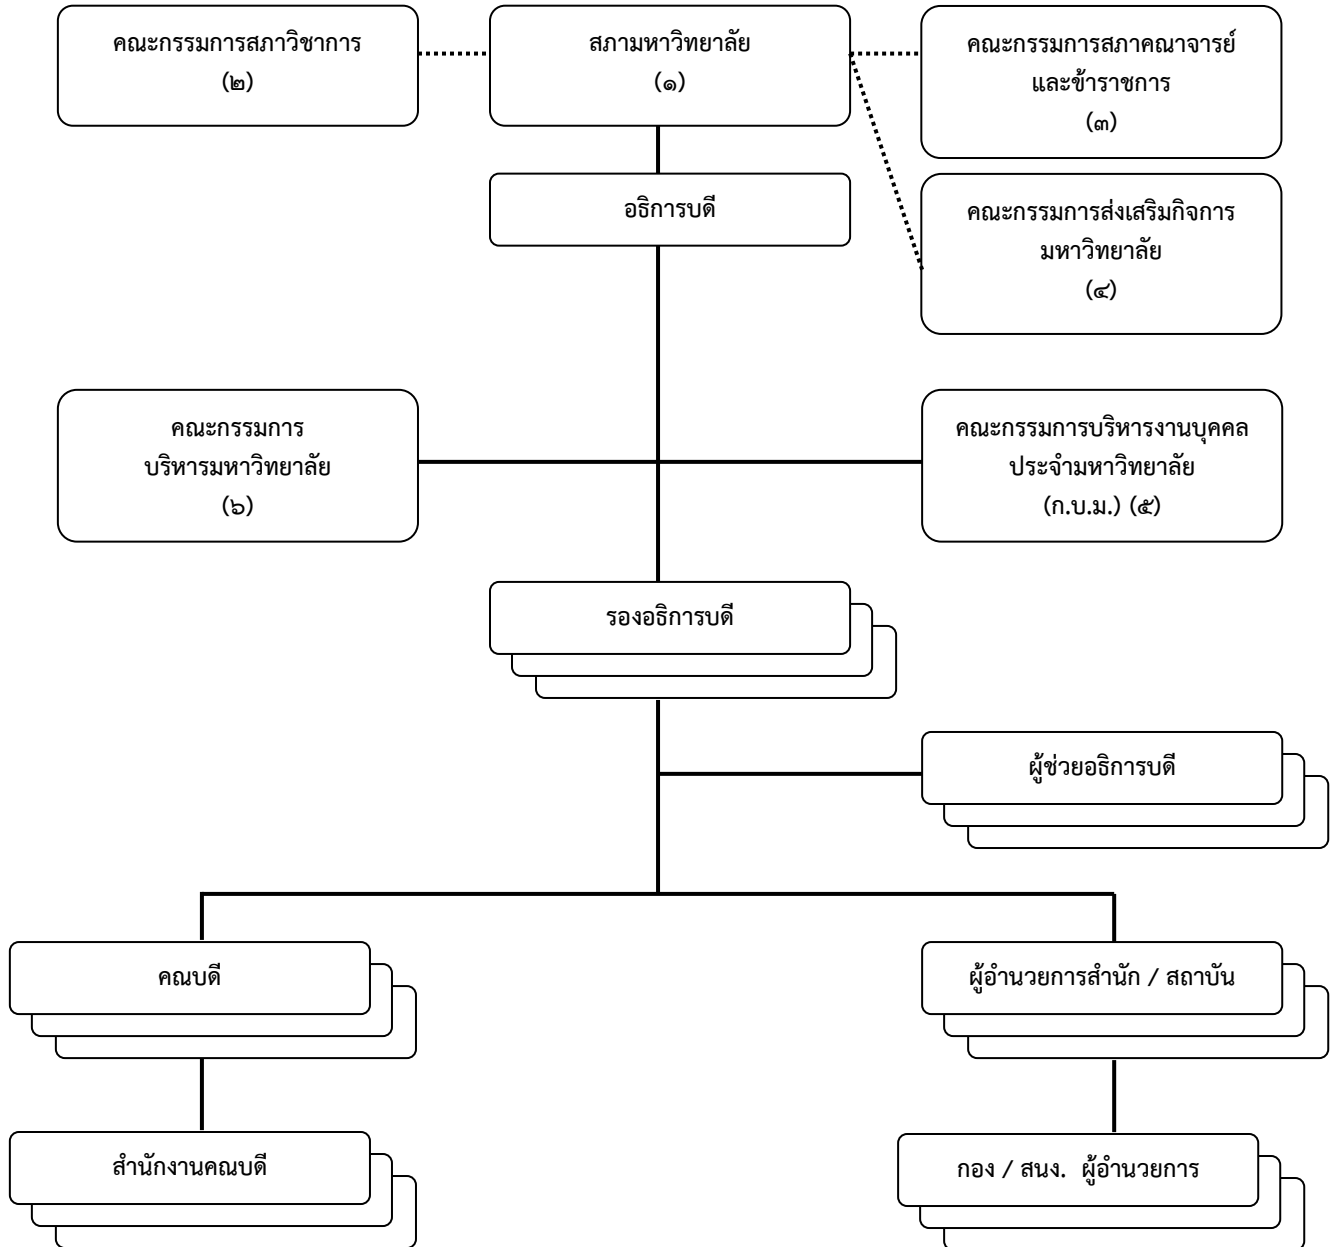 คณะกรรมการสภาวิชาการ
(๒)
สภามหาวิทยาลัย
(๑)
คณะกรรมการสภาคณาจารย์
และข้าราชการ
(๓)
อธิการบดี
คณะกรรมการส่งเสริมกิจการ
มหาวิทยาลัย
(๔)
คณะกรรมการ
บริหารมหาวิทยาลัย
(๖)
คณะกรรมการบริหารงานบุคคล
ประจำมหาวิทยาลัย
(ก.บ.ม.) (๕)
รองอธิการบดี
ผู้ช่วยอธิการบดี
คณบดี
ผู้อำนวยการสำนัก / สถาบัน
สำนักงานคณบดี
กอง / สนง. ผู้อำนวยการ